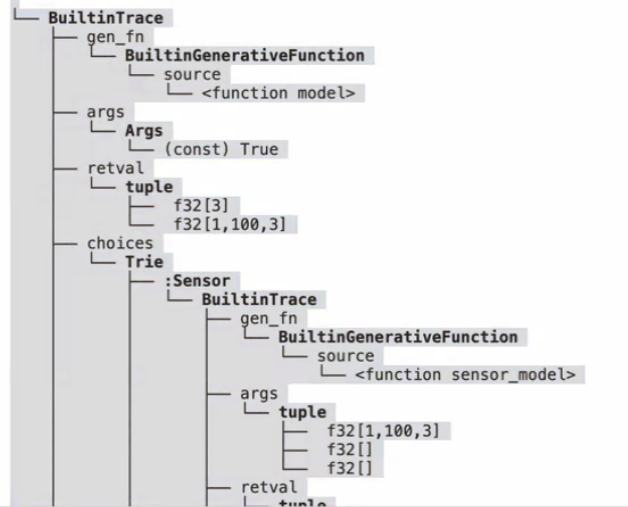 BuiltinTrace
gen_fn
BuiltinGenerativeFunction
source
<function model>
args
Args
(const) True
retval
tuple
f32[3]
f32[1,100,3]
choices
Trie
:Sensor
BuiltinTrace
gen_fn
BuiltinGenerativeFunction
source
<function sensor_model>
args
tuple
f32[1,100,3]
f32[]
f32[]
retval
tuple